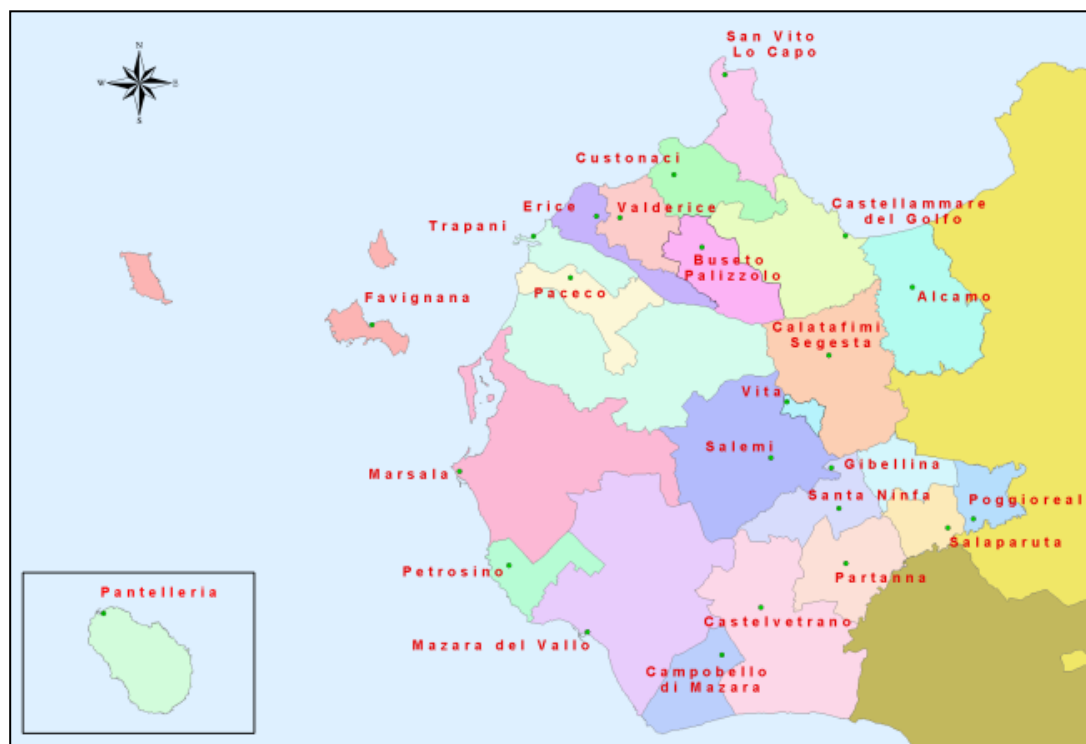 N
W
E
S
San Vito
Lo Capo
Custonaci
Erice
Valderice
Castellammare
del Golfo
Trapani
Buseto
Palizzolo
Paceco
Favignana
Alcamo
Calatafimi
Segesta
Vita
Salemi
Gibellina
Marsala
Santa Ninfa
Poggioreal
Salaparuta
Petrosino
Partanna
Pantelleria
Castelvetrano
Mazara del Vallo
Campobello
di Mazara